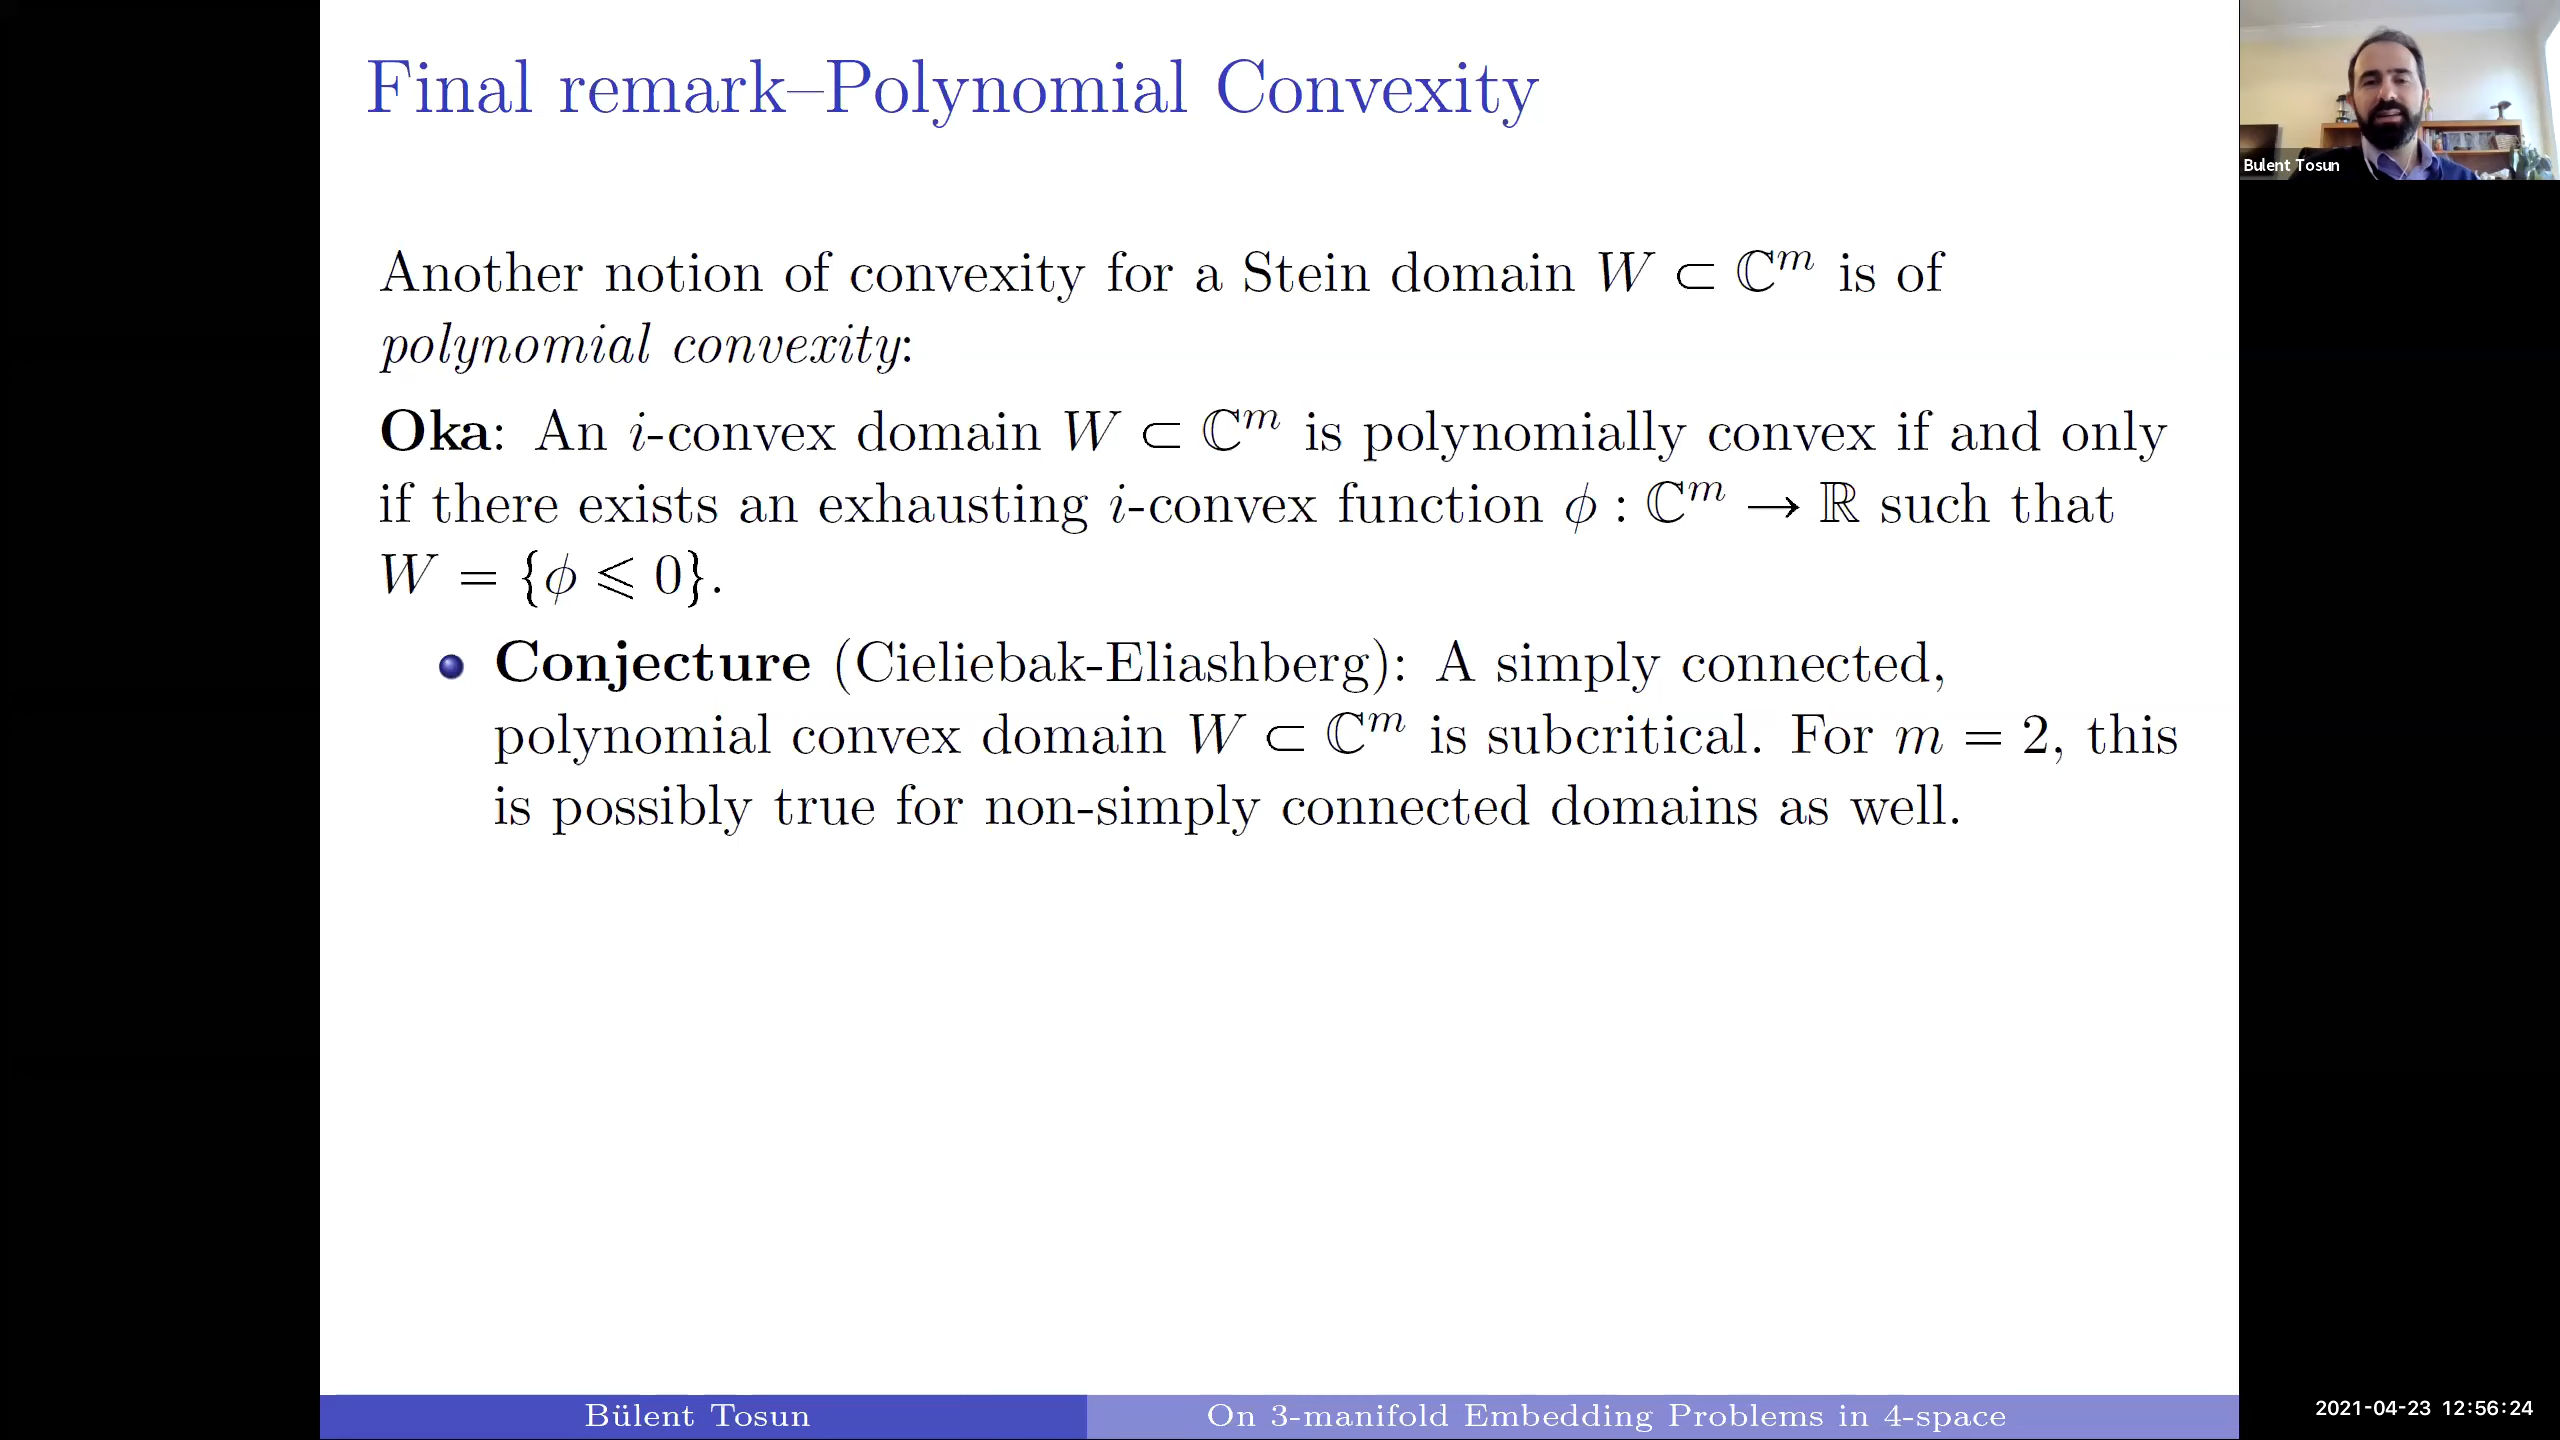 Final remark–Polynomial Convexity
Bulent Tosun
Another notion of convexity for a Stein domain W ⊂ ℂᵐ is of
polynomial convexity:
Oka: An i-convex domain W ⊂ ℂᵐ is polynomially convex if and only
if there exists an exhausting i-convex function ϕ : ℂᵐ → ℝ such that
W = {ϕ ⩽ 0}.
Conjecture (Cieliebak-Eliashberg): A simply connected,
polynomial convex domain W ⊂ ℂᵐ is subcritical. For m = 2, this
is possibly true for non-simply connected domains as well.
Bülent Tosun
On 3-manifold Embedding Problems in 4-space
2021-04-23 12:56:24